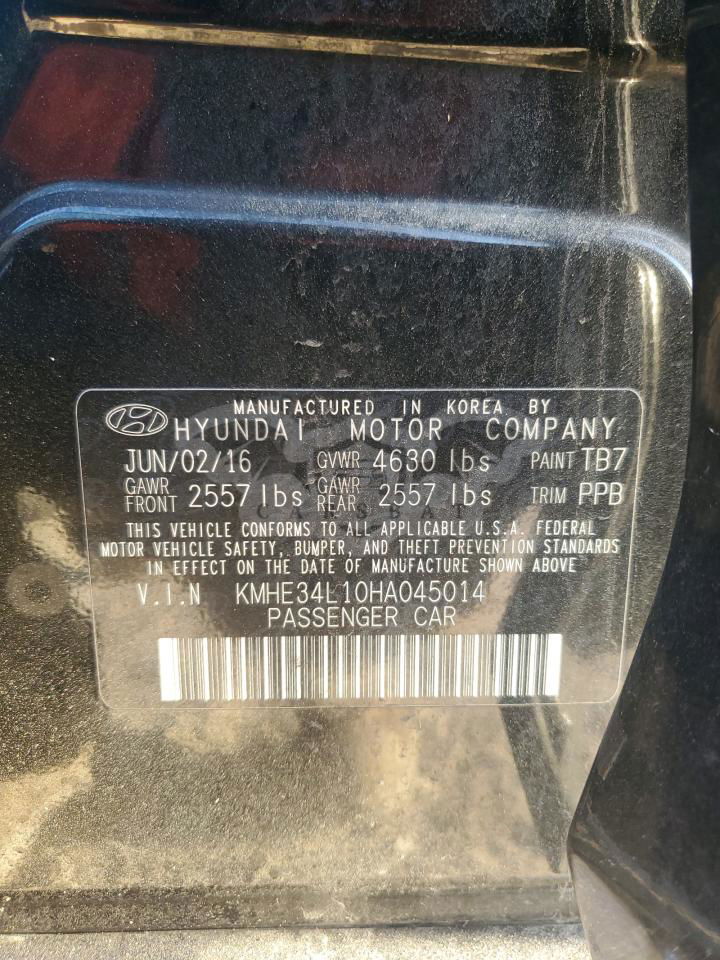 MANUFACTURED IN KOREA BY
HYUNDAI MOTOR COMPANY
JUN/02/16 GVWR 4630 lbs PAINT TB7
GAWR FRONT 2557 lbs GAWR REAR 2557 lbs TRIM PPB
THIS VEHICLE CONFORMS TO ALL APPLICABLE U.S.A. FEDERAL
MOTOR VEHICLE SAFETY, BUMPER, AND THEFT PREVENTION STANDARDS
IN EFFECT ON THE DATE OF MANUFACTURE SHOWN ABOVE
V.I.N KMHE34L10HA045014
PASSENGER CAR